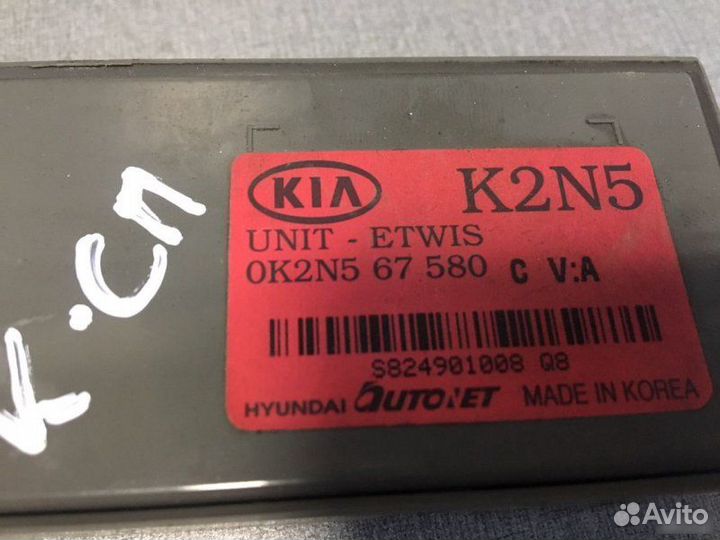 к.сп
KIA K2N5
UNIT - ETWIS
0K2N5 67 580 C V:A
S824901008 Q8
HYUNDAI AUTONET MADE IN KOREA
Avito